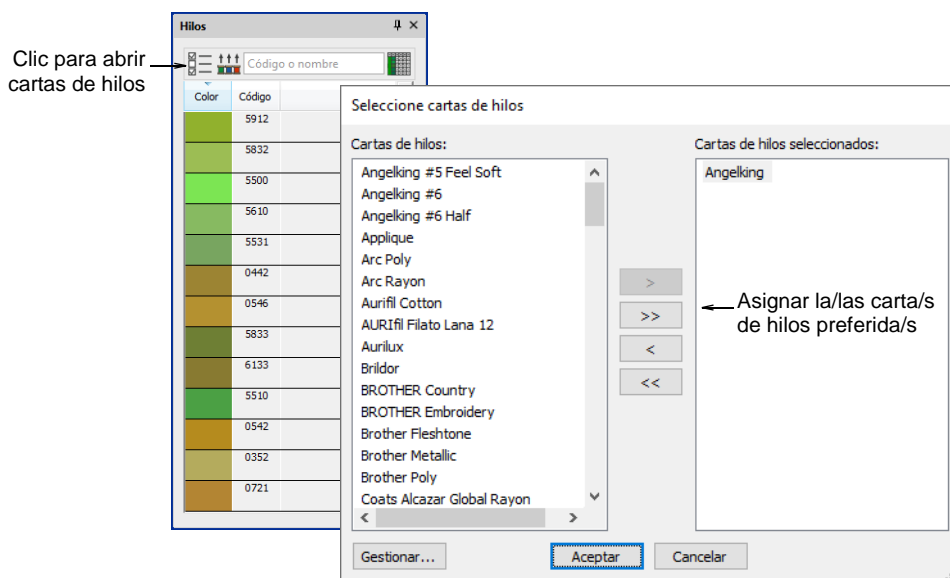 Hilos
Clic para abrir
cartas de hilos
Código o nombre
Color Código
5912
5832
5500
5610
5531
0442
0546
5833
6133
5510
0542
0352
0721
Seleccione cartas de hilos
Cartas de hilos:
Angelking #5 Feel Soft
Angelking #6
Angelking #6 Half
Applique
Arc Poly
Arc Rayon
Aurifil Cotton
AURIfil Filato Lana 12
Aurilux
Brildor
BROTHER Country
BROTHER Embroidery
Brother Fleshtone
Brother Metallic
Brother Poly
Coats Alcazar Global Rayon
>
>>
<
<<
Cartas de hilos seleccionados:
Angelking
Asignar la/las carta/s
de hilos preferida/s
Gestionar... Aceptar Cancelar